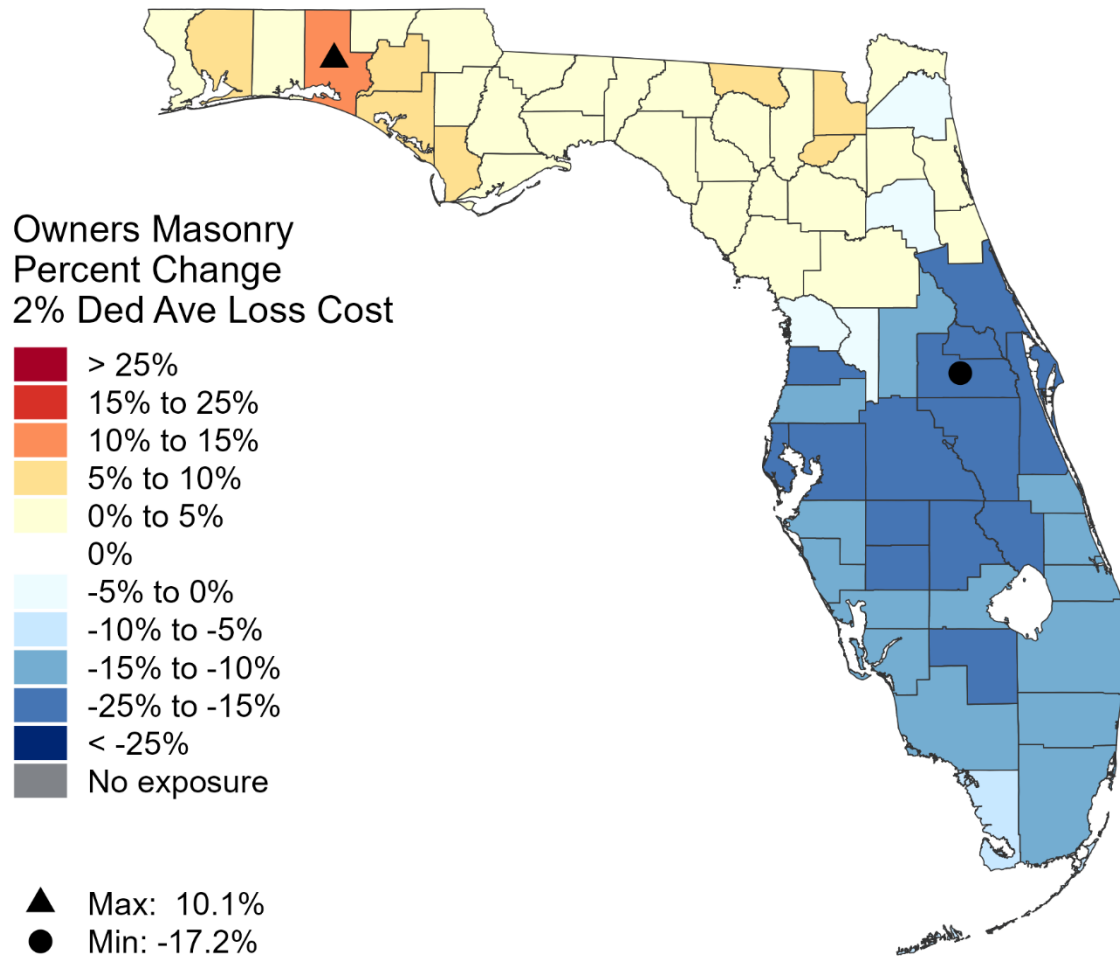 Owners Masonry
Percent Change
2% Ded Ave Loss Cost
> 25%
15% to 25%
10% to 15%
5% to 10%
0% to 5%
0%
-5% to 0%
-10% to -5%
-15% to -10%
-25% to -15%
< -25%
No exposure
Max: 10.1%
Min: -17.2%